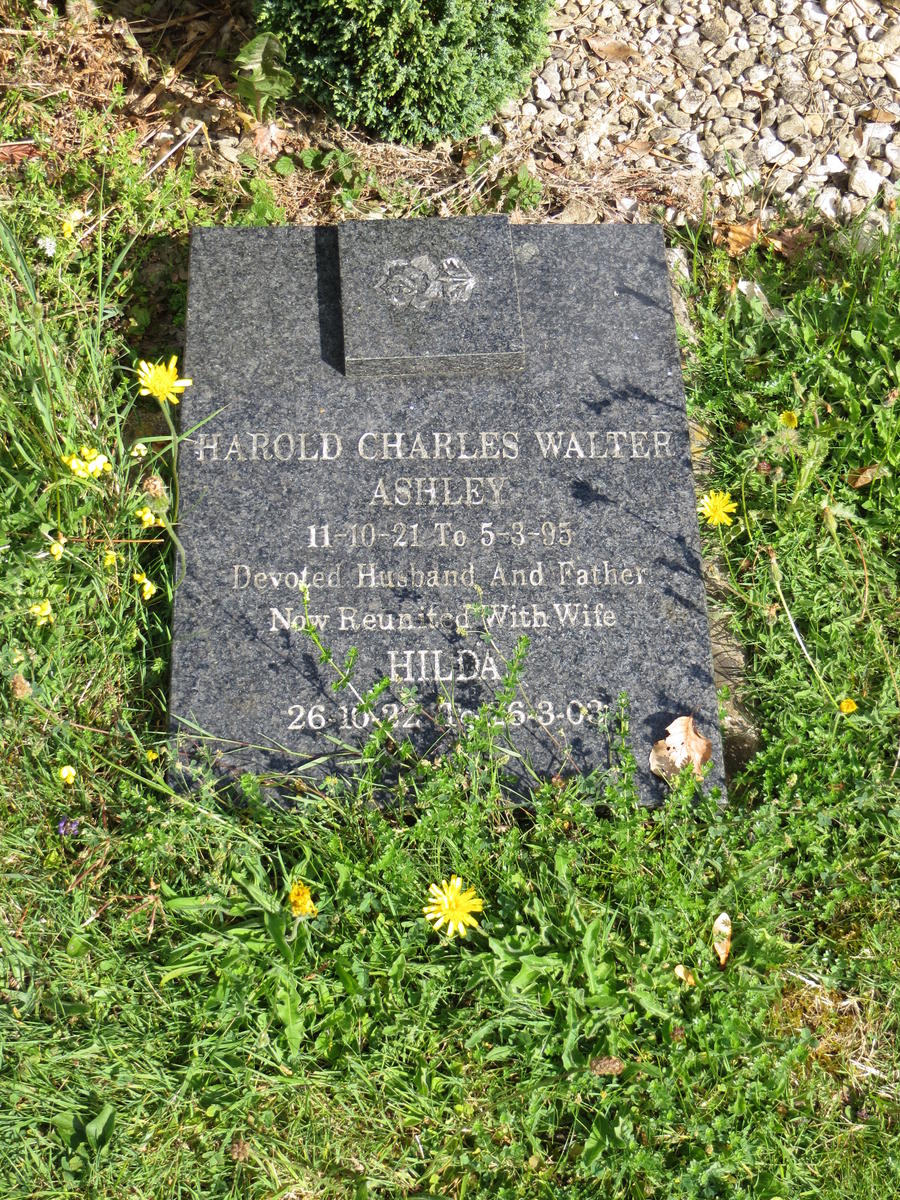 HAROLD CHARLES WALTER
ASHLEY
11-10-21 To 5-3-95
Devoted Husband And Father
Now Reunited With Wife
HILDA
26-10-22 To